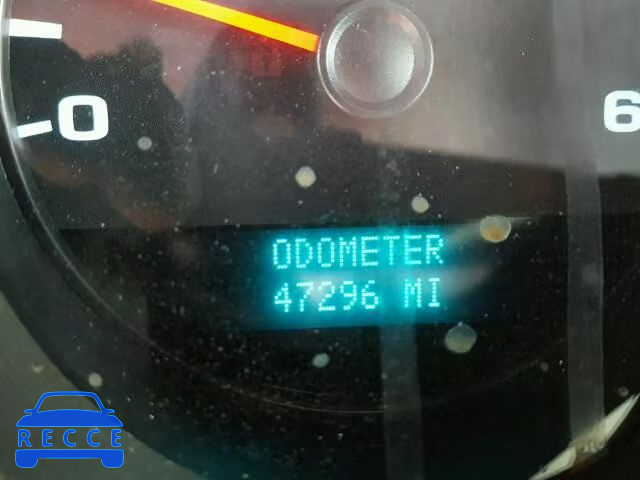 0
6
ODOMETER
47296 MI
RECCE